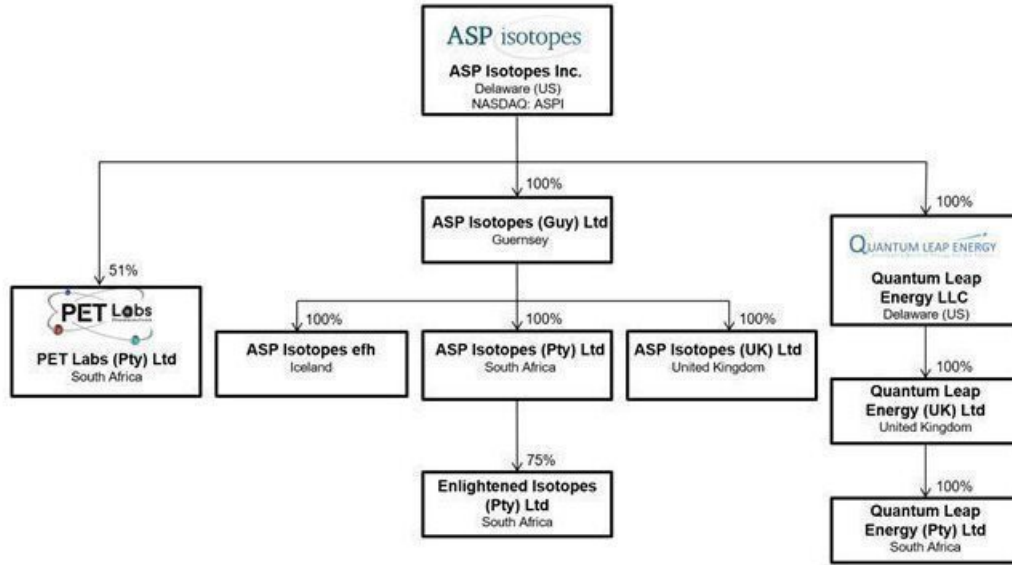 ASP isotopes
ASP Isotopes Inc.
Delaware (US)
NASDAQ: ASPI
100%
ASP Isotopes (Guy) Ltd
Guernsey
100%
QUANTUM LEAP ENERGY
Quantum Leap
Energy LLC
Delaware (US)
51%
PET Labs
PET Labs (Pty) Ltd
South Africa
100%
ASP Isotopes efh
Iceland
100%
ASP Isotopes (Pty) Ltd
South Africa
100%
ASP Isotopes (UK) Ltd
United Kingdom
100%
Quantum Leap
Energy (UK) Ltd
United Kingdom
75%
Enlightened Isotopes
(Pty) Ltd
South Africa
100%
Quantum Leap
Energy (Pty) Ltd
South Africa